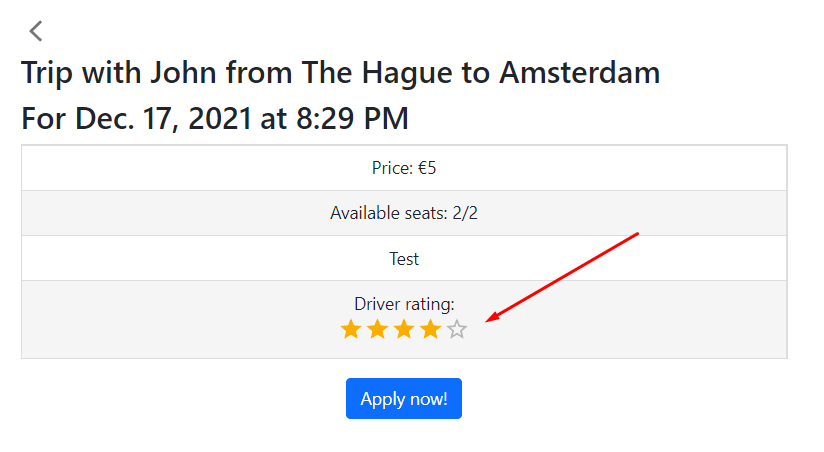 Trip with John from The Hague to Amsterdam
For Dec. 17, 2021 at 8:29 PM
Price: €5
Available seats: 2/2
Test
Driver rating:
Apply now!